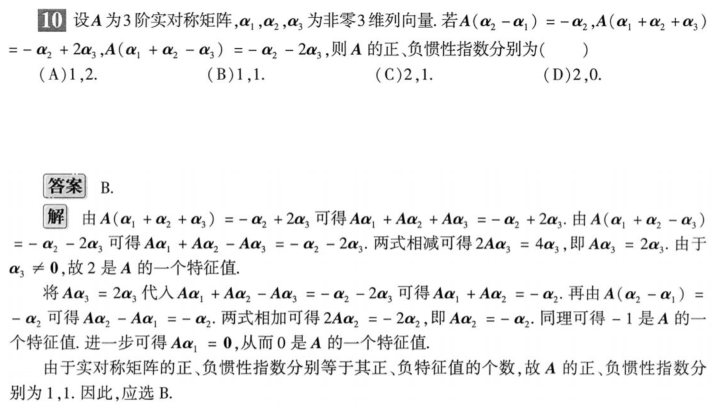 10 设A为3阶实对称矩阵,α₁,α₂,α₃为非零3维列向量.若A(α₂-α₁)=-α₂,A(α₁+α₂+α₃)
=-α₂+2α₃,A(α₁+α₂-α₃)=-α₂-2α₃,则A的正、负惯性指数分别为(  )
(A)1,2. (B)1,1. (C)2,1. (D)2,0.
答案 B.
解 由A(α₁+α₂+α₃)=-α₂+2α₃可得Aα₁+Aα₂+Aα₃=-α₂+2α₃.由A(α₁+α₂-α₃)
=-α₂-2α₃可得Aα₁+Aα₂-Aα₃=-α₂-2α₃.两式相减可得2Aα₃=4α₃,即Aα₃=2α₃.由于
α₃≠0,故2是A的一个特征值.
将Aα₃=2α₃代入Aα₁+Aα₂-Aα₃=-α₂-2α₃可得Aα₁+Aα₂=-α₂.再由A(α₂-α₁)=
-α₂可得Aα₂-Aα₁=-α₂.两式相加可得2Aα₂=-2α₂,即Aα₂=-α₂.同理可得-1是A的一
个特征值.进一步可得Aα₁=0,从而0是A的一个特征值.
由于实对称矩阵的正、负惯性指数分别等于其正、负特征值的个数,故A的正、负惯性指数分
别为1,1.因此,应选B.